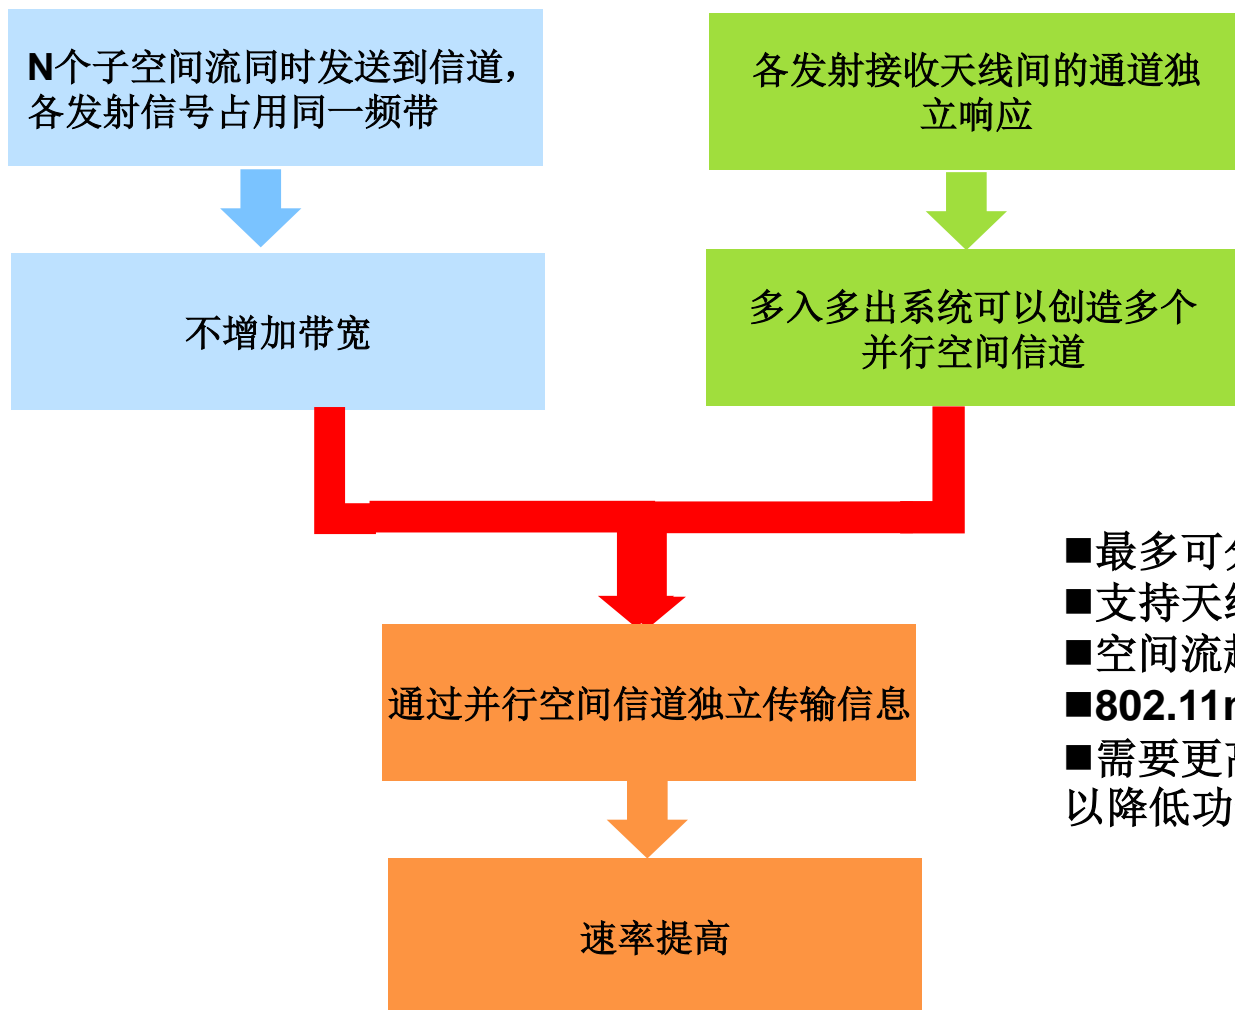 N个子空间流同时发送到信道，
各发射信号占用同一频带
各发射接收天线间的通道独
立响应
不增加带宽
多入多出系统可以创造多个
并行空间信道
■最多可
■支持天
■空间流
■802.11
■需要更
以降低功
通过并行空间信道独立传输信息
速率提高